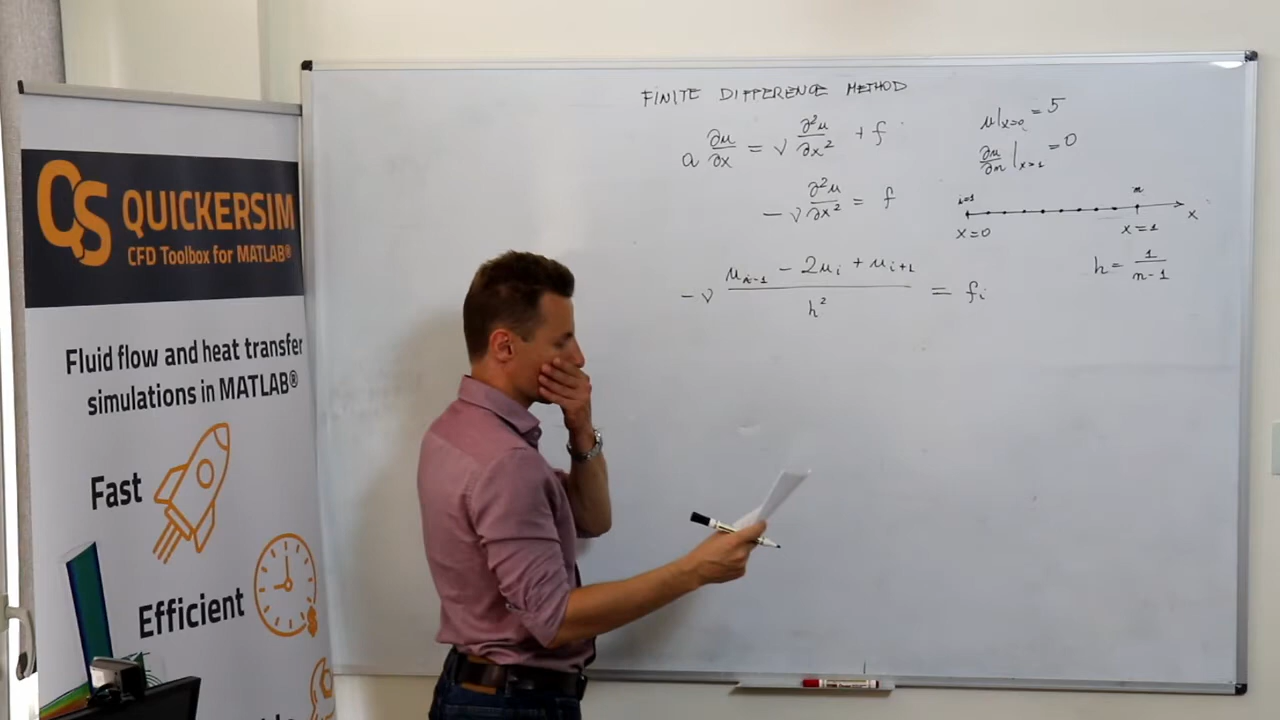 QS QUICKERSIM
CFD Toolbox for MATLAB®
Fluid flow and heat transfer
simulations in MATLAB®
Fast
Efficient
FINITE DIFFERENCE METHOD
a ∂u/∂x = ν ∂²u/∂x² + f
- ν ∂²u/∂x² = f
- ν (u_{i-1} - 2u_i + u_{i+1})/h² = f_i
u|_{x=0} = 5
∂u/∂n|_{x=1} = 0
i=1 n
x
x=0 x=1
h = 1/(n-1)